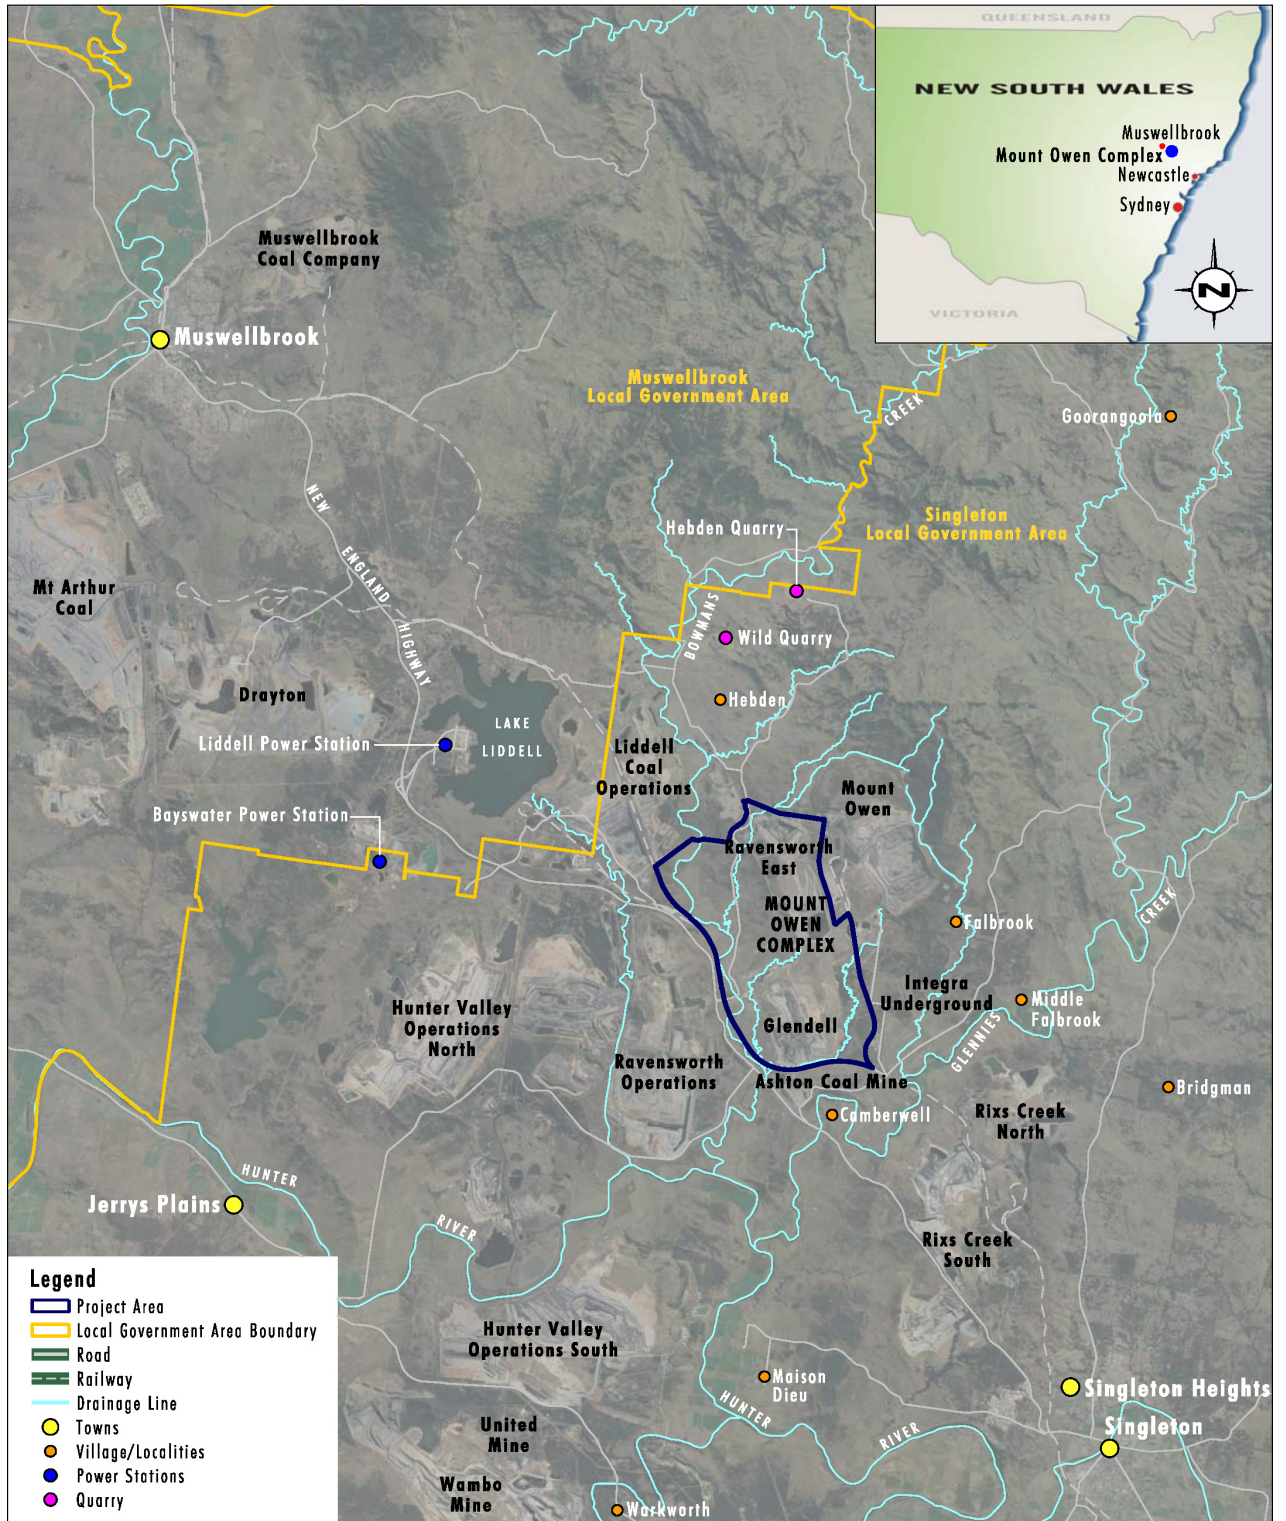 QUEENSLAND
NEW SOUTH WALES
Muswellbrook
Mount Owen Complex
Newcastle
Sydney
VICTORIA
N
Muswellbrook
Coal Company
Muswellbrook
Muswellbrook
Local Government Area
CREEK
Goorangoola
NEW
ENGLAND
HIGHWAY
Hebden Quarry
Singleton
Local Government Area
Mt Arthur
Coal
BOWMANS
Wild Quarry
Drayton
Hebden
LAKE
LIDDELL
Liddell Power Station
Liddell
Coal
Operations
Mount
Owen
Bayswater Power Station
Ravensworth
East
MOUNT
OWEN
COMPLEX
CREEK
Falbrook
Integra
Underground
Middle
Falbrook
Hunter Valley
Operations
North
Glendell
GLENNIES
Ravensworth
Operations
Ashton Coal Mine
Bridgman
Camberwell
Rixs Creek
North
HUNTER
Jerrys Plains
RIVER
Rixs Creek
South
Hunter Valley
Operations South
Maison
Dieu
Singleton Heights
HUNTER
RIVER
Singleton
United
Mine
Wambo
Mine
Warkworth
Legend
Project Area
Local Government Area Boundary
Road
Railway
Drainage Line
Towns
Village/Localities
Power Stations
Quarry